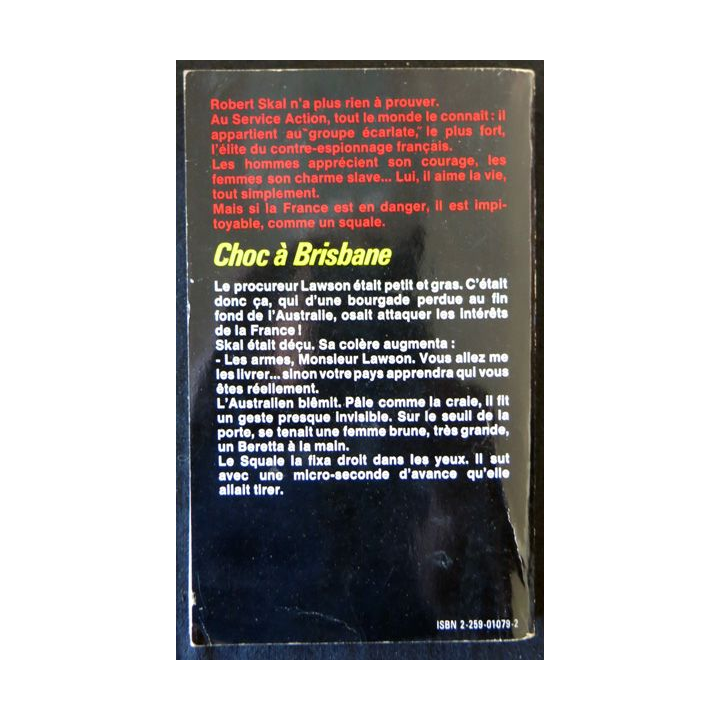 Robert Skal n'a plus rien à prouver.
Au Service Action, tout le monde le connait : il
appartient au "groupe écarlate," le plus fort,
l'élite du contre-espionnage français.
Les hommes apprécient son courage, les
femmes son charme slave... Lui, il aime la vie,
tout simplement.
Mais si la France est en danger, il est impi-
toyable, comme un squale.
Choc à Brisbane
Le procureur Lawson était petit et gras. C'était
donc ça, qui d'une bourgade perdue au fin
fond de l'Australie, osait attaquer les intérêts
de la France !
Skal était déçu. Sa colère augmenta :
- Les armes, Monsieur Lawson. Vous allez me
les livrer... sinon votre pays apprendra qui vous
êtes réellement.
L'Australien blêmit. Pâle comme la craie, il fit
un geste presque invisible. Sur le seuil de la
porte, se tenait une femme brune, très grande,
un Beretta à la main.
Le Squale la fixa droit dans les yeux. Il sut
avec une micro-seconde d'avance qu'elle
allait tirer.
ISBN 2-259-01079-2